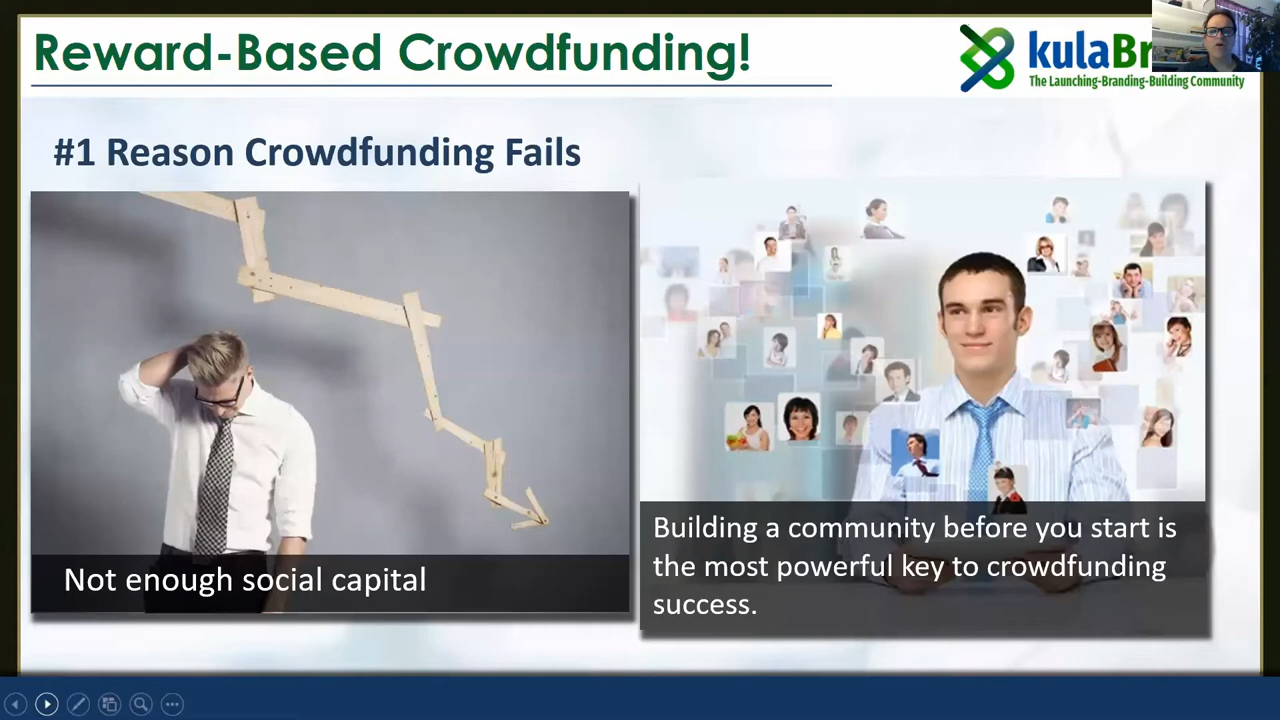 Reward-Based Crowdfunding!
kulaBr
The Launching-Branding-Building Community
#1 Reason Crowdfunding Fails
Not enough social capital
Building a community before you start is
the most powerful key to crowdfunding
success.